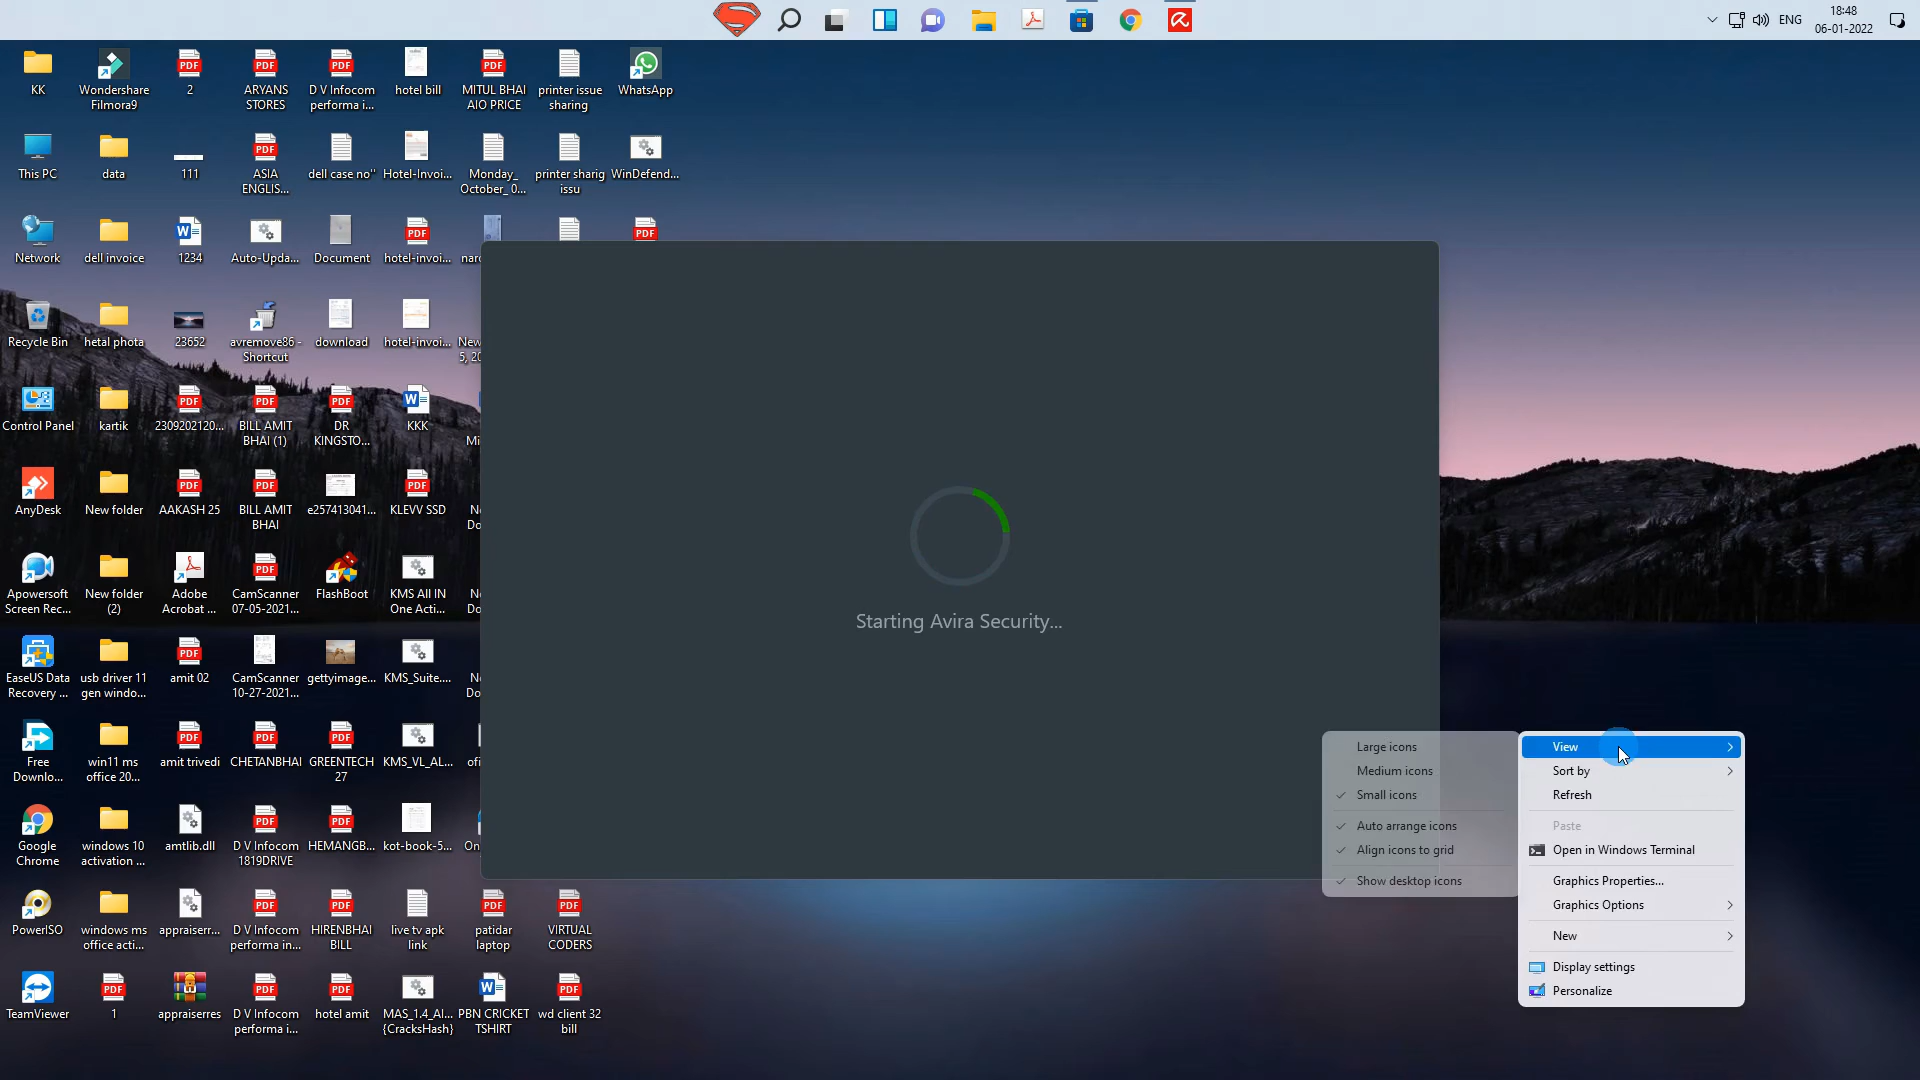 18:48
ENG
06-01-2022
KK
Wondershare
Filmora9
2
ARYANS
STORES
D V Infocom
performa i...
hotel bill
MITUL BHAI
AIO PRICE
printer issue
sharing
WhatsApp
This PC
data
111
ASIA
ENGLIS...
dell case no"
Hotel-Invoi...
Monday_
October_ 0...
printer sharig
issu
WinDefend...
Network
dell invoice
1234
Auto-Upda...
Document
hotel-invoi...
Recycle Bin
hetal phota
23652
avremove86 -
Shortcut
download
hotel-invoi...
Control Panel
kartik
2309202120...
BILL AMIT
BHAI (1)
DR
KINGSTO...
KKK
AnyDesk
New folder
AAKASH 25
BILL AMIT
BHAI
e257413041...
KLEVV SSD
Apowersoft
Screen Rec...
New folder
(2)
Adobe
Acrobat ...
CamScanner
07-05-2021...
FlashBoot
KMS All IN
One Acti...
Starting Avira Security...
EaseUS Data
Recovery ...
usb driver 11
gen windo...
amit 02
CamScanner
10-27-2021...
gettyimage...
KMS_Suite....
Free
Downlo...
win11 ms
office 20...
amit trivedi
CHETANBHAI
GREENTECH
27
KMS_VL_AL...
Google
Chrome
windows 10
activation ...
amtlib.dll
D V Infocom
1819DRIVE
HEMANGB...
kot-book-5...
PowerISO
windows ms
office acti...
appraiserr...
D V Infocom
performa in...
HIRENBHAI
BILL
live tv apk
link
patidar
laptop
VIRTUAL
CODERS
TeamViewer
1
appraiserres
D V Infocom
performa i...
hotel amit
MAS_1.4_AI...
{CracksHash}
PBN CRICKET
TSHIRT
wd client 32
bill
Large icons
Medium icons
Small icons
Auto arrange icons
Align icons to grid
Show desktop icons
View
Sort by
Refresh
Paste
Open in Windows Terminal
Graphics Properties...
Graphics Options
New
Display settings
Personalize